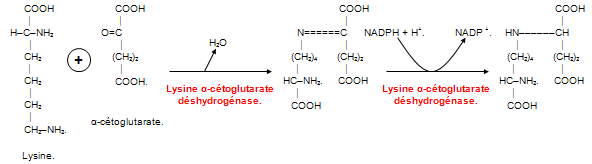 COOH
H–C–NH₂
CH₂
CH₂
CH₂
CH₂–NH₂.
Lysine.
+
COOH
O=C
(CH₂)₂
COOH.
α-cétoglutarate.
H₂O
Lysine α-cétoglutarate
déshydrogénase.
COOH
N======C
(CH₂)₄ (CH₂)₂
HC–NH₂. COOH
COOH
NADPH + H⁺. NADP⁺.
Lysine α-cétoglutarate
déshydrogénase.
COOH
HN––––––CH
(CH₂)₄ (CH₂)₂
HC–NH₂. COOH
COOH